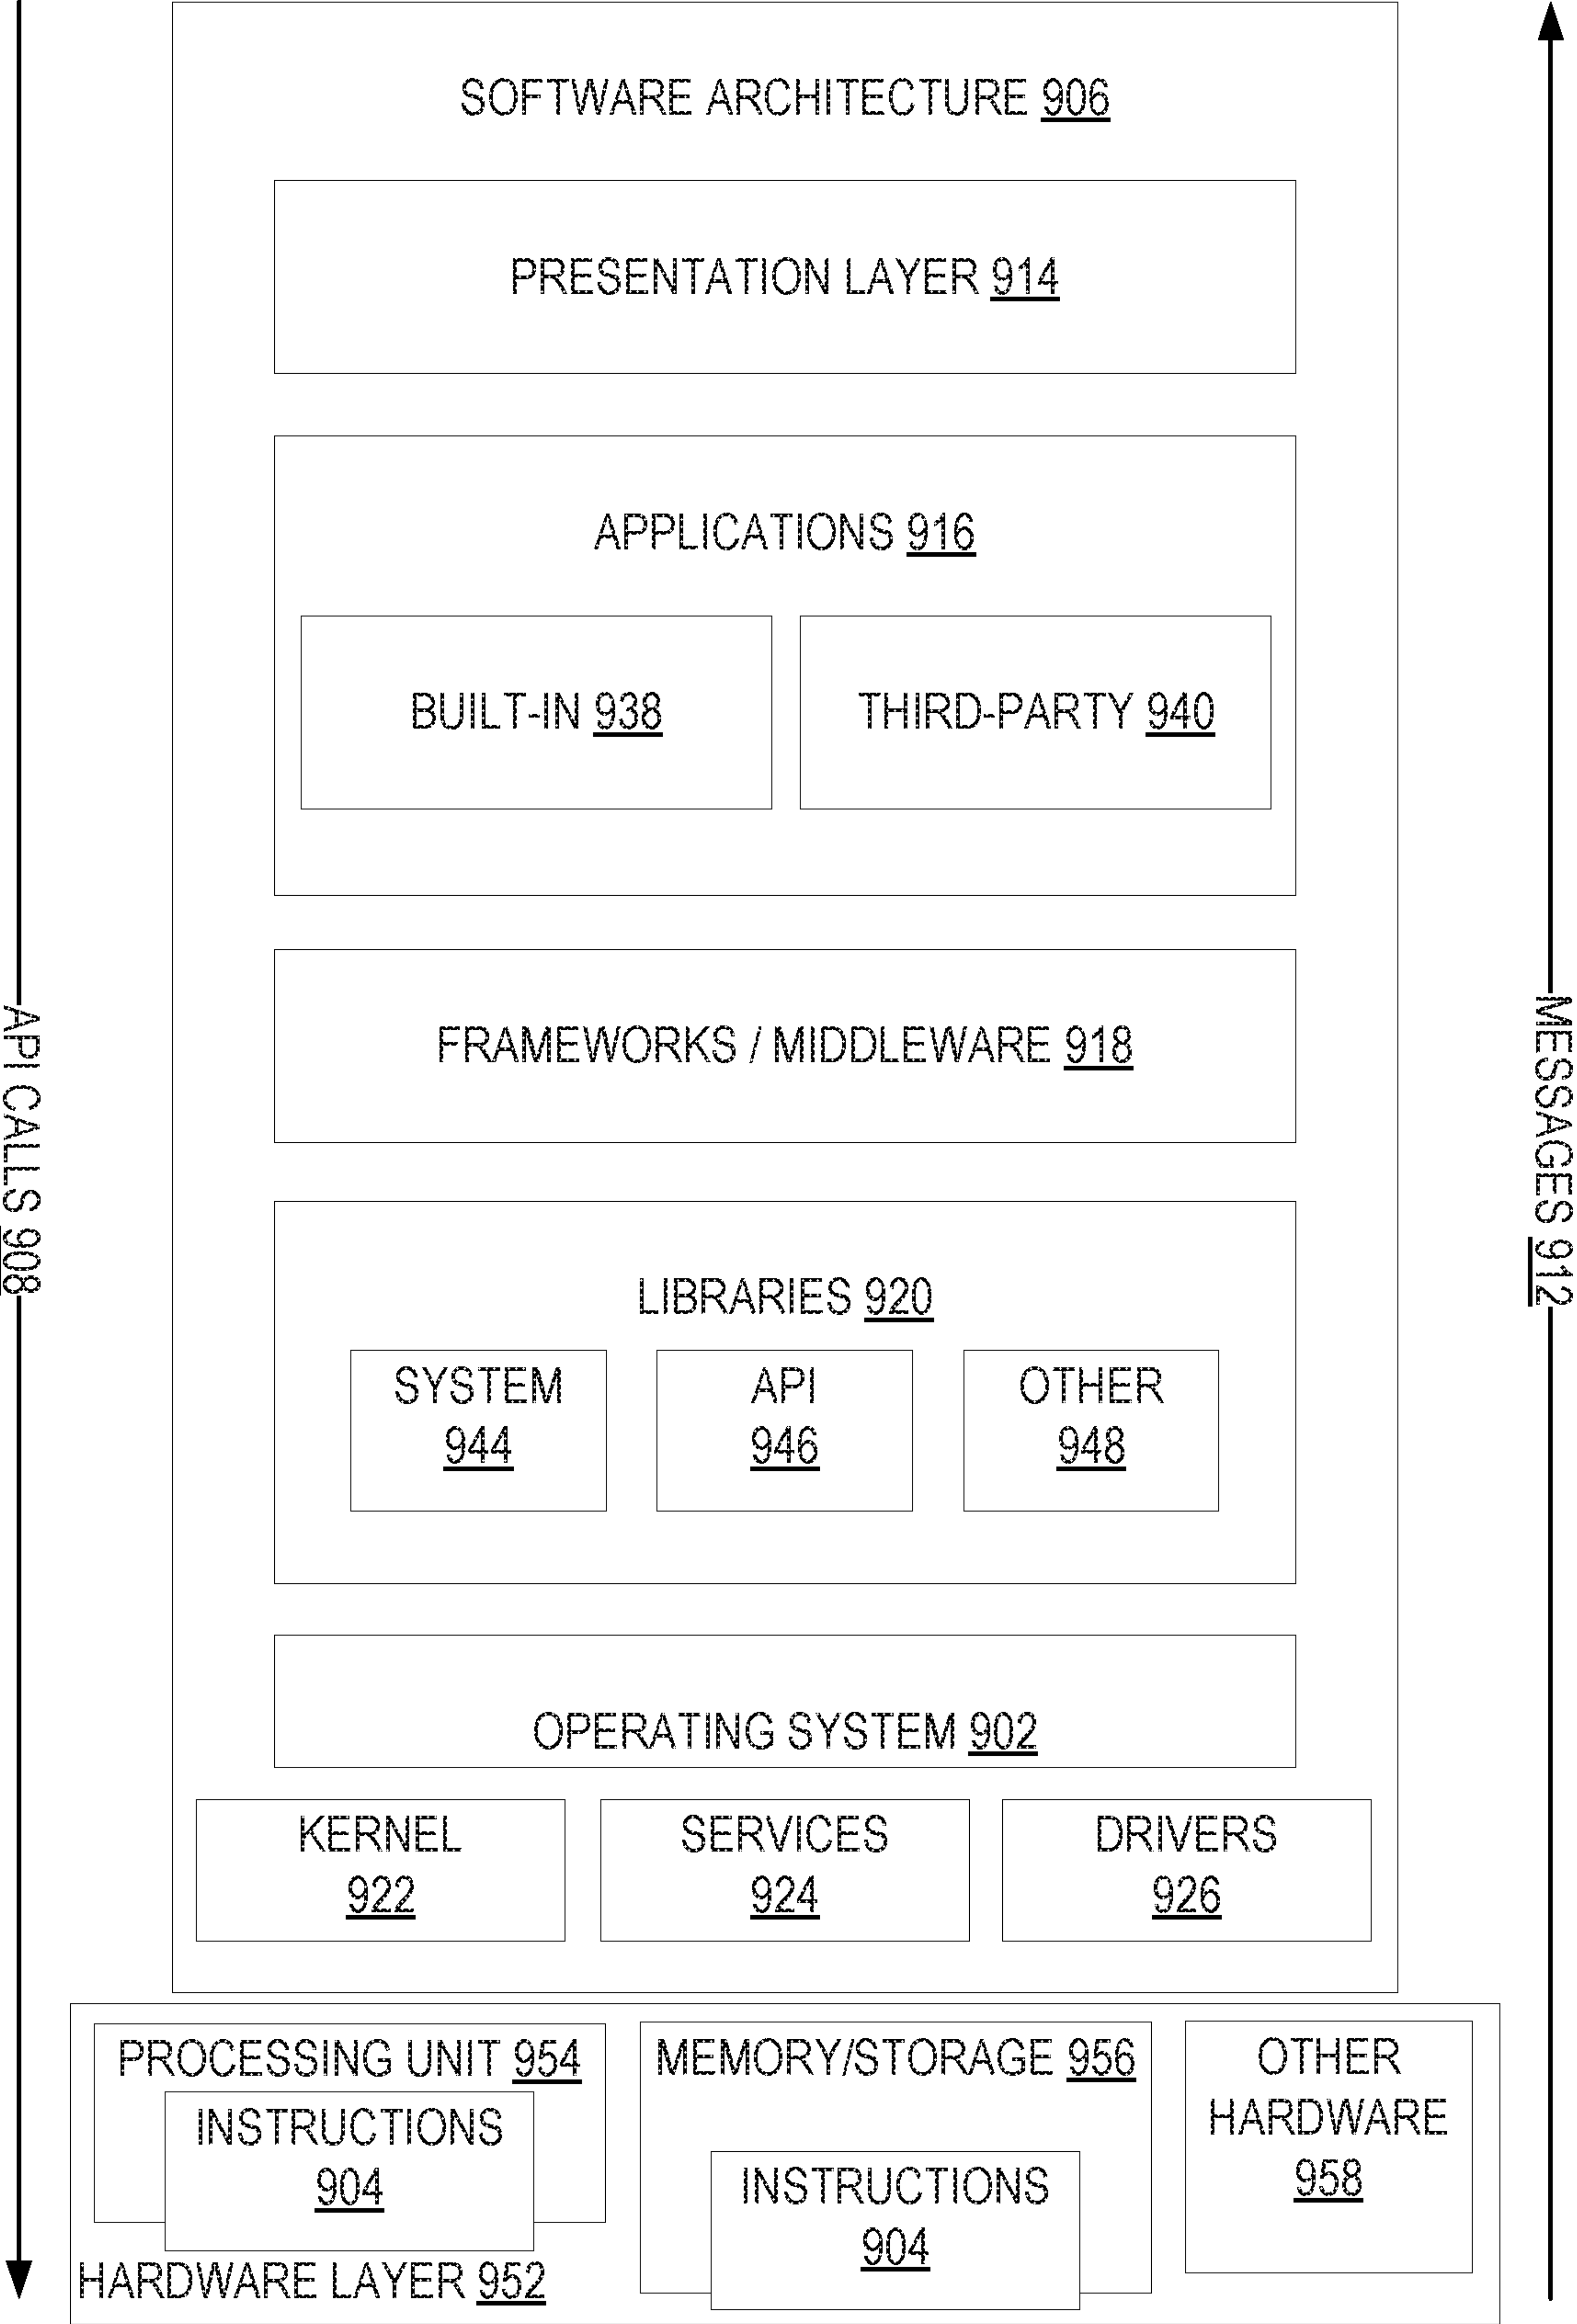 SOFTWARE ARCHITECTURE 906
PRESENTATION LAYER 914
APPLICATIONS 916
BUILT-IN 938
THIRD-PARTY 940
FRAMEWORKS / MIDDLEWARE 918
API CALLS 908
MESSAGES 912
LIBRARIES 920
SYSTEM
944
API
946
OTHER
948
OPERATING SYSTEM 902
KERNEL
922
SERVICES
924
DRIVERS
926
PROCESSING UNIT 954
INSTRUCTIONS
904
MEMORY/STORAGE 956
INSTRUCTIONS
904
OTHER
HARDWARE
958
HARDWARE LAYER 952